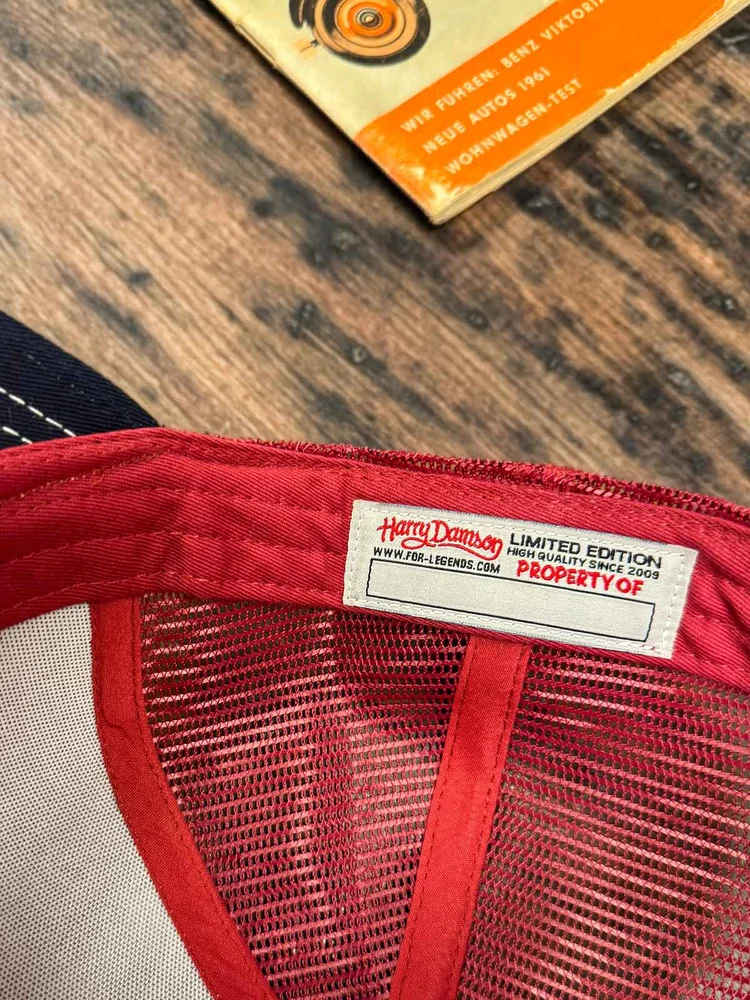 WIR FUHREN: BENZ VIKTORIA
NEUE AUTOS 1961
WOHNWAGEN-TEST
Harry Damson
WWW.FOR-LEGENDS.COM
LIMITED EDITION
HIGH QUALITY SINCE 2009
PROPERTY OF